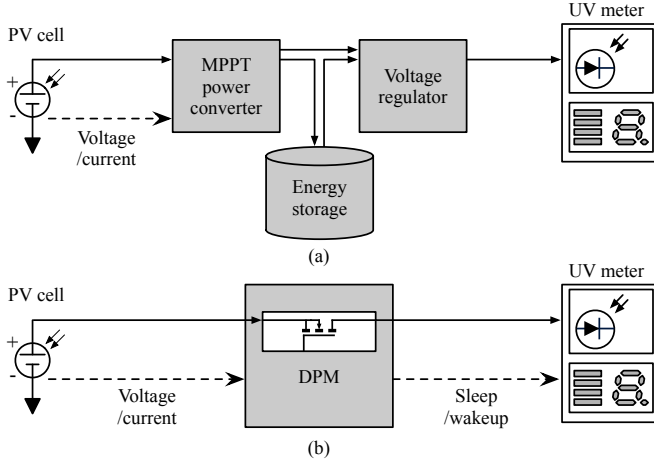 UV meter
PV cell
+
-
MPPT
power
converter
Voltage
regulator
Voltage
/current
Energy
storage
(a)
UV meter
PV cell
+
-
DPM
Voltage
/current
Sleep
/wakeup
(b)